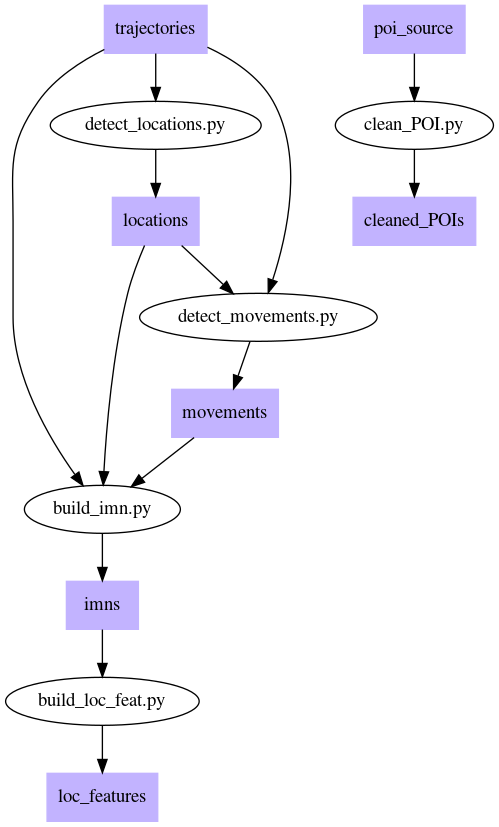 trajectories
poi_source
detect_locations.py
clean_POI.py
locations
cleaned_POIs
detect_movements.py
movements
build_imn.py
imns
build_loc_feat.py
loc_features